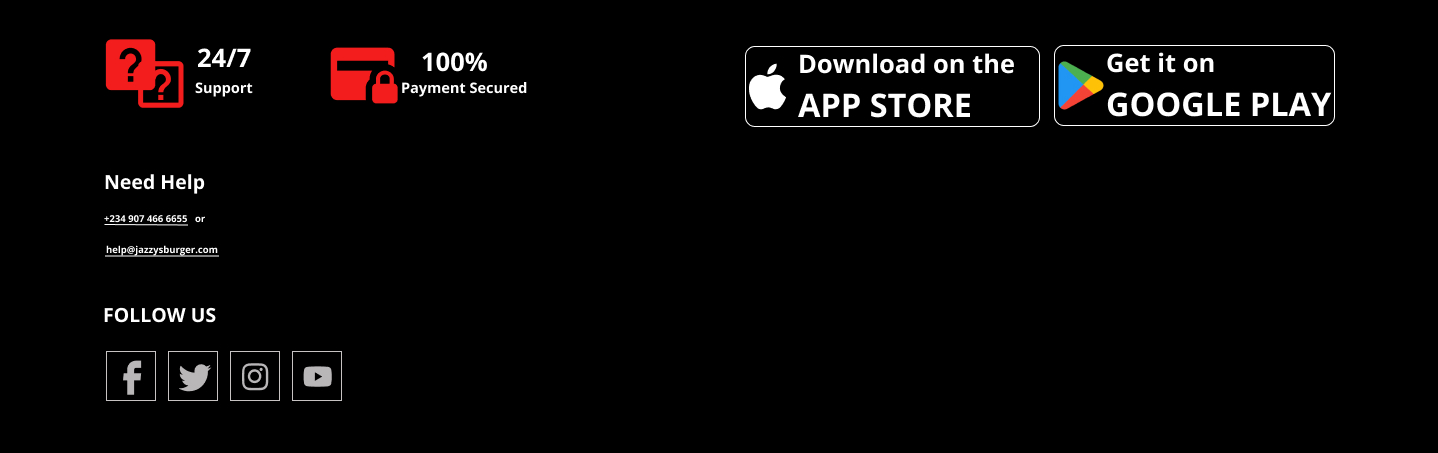 24/7
Support
100%
Payment Secured
Download on the
APP STORE
Get it on
GOOGLE PLAY
Need Help
+234 907 466 6655 or
help@jazzysburger.com
FOLLOW US